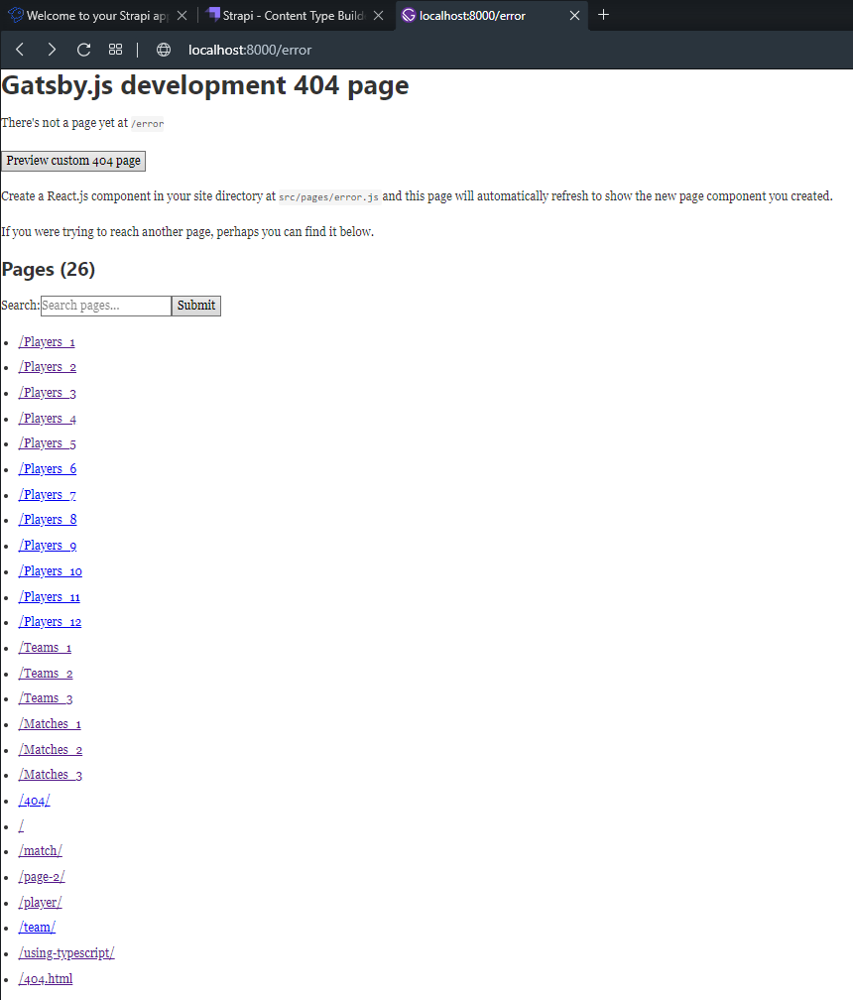 Welcome to your Strapi app
Strapi - Content Type Builde
localhost:8000/error
localhost:8000/error
Gatsby.js development 404 page
There's not a page yet at /error
Preview custom 404 page
Create a React.js component in your site directory at src/pages/error.js and this page will automatically refresh to show the new page component you created.
If you were trying to reach another page, perhaps you can find it below.
Pages (26)
Search: Search pages... Submit
/Players_1
/Players_2
/Players_3
/Players_4
/Players_5
/Players_6
/Players_7
/Players_8
/Players_9
/Players_10
/Players_11
/Players_12
/Teams_1
/Teams_2
/Teams_3
/Matches_1
/Matches_2
/Matches_3
/404/
/
/match/
/page-2/
/player/
/team/
/using-typescript/
/404.html